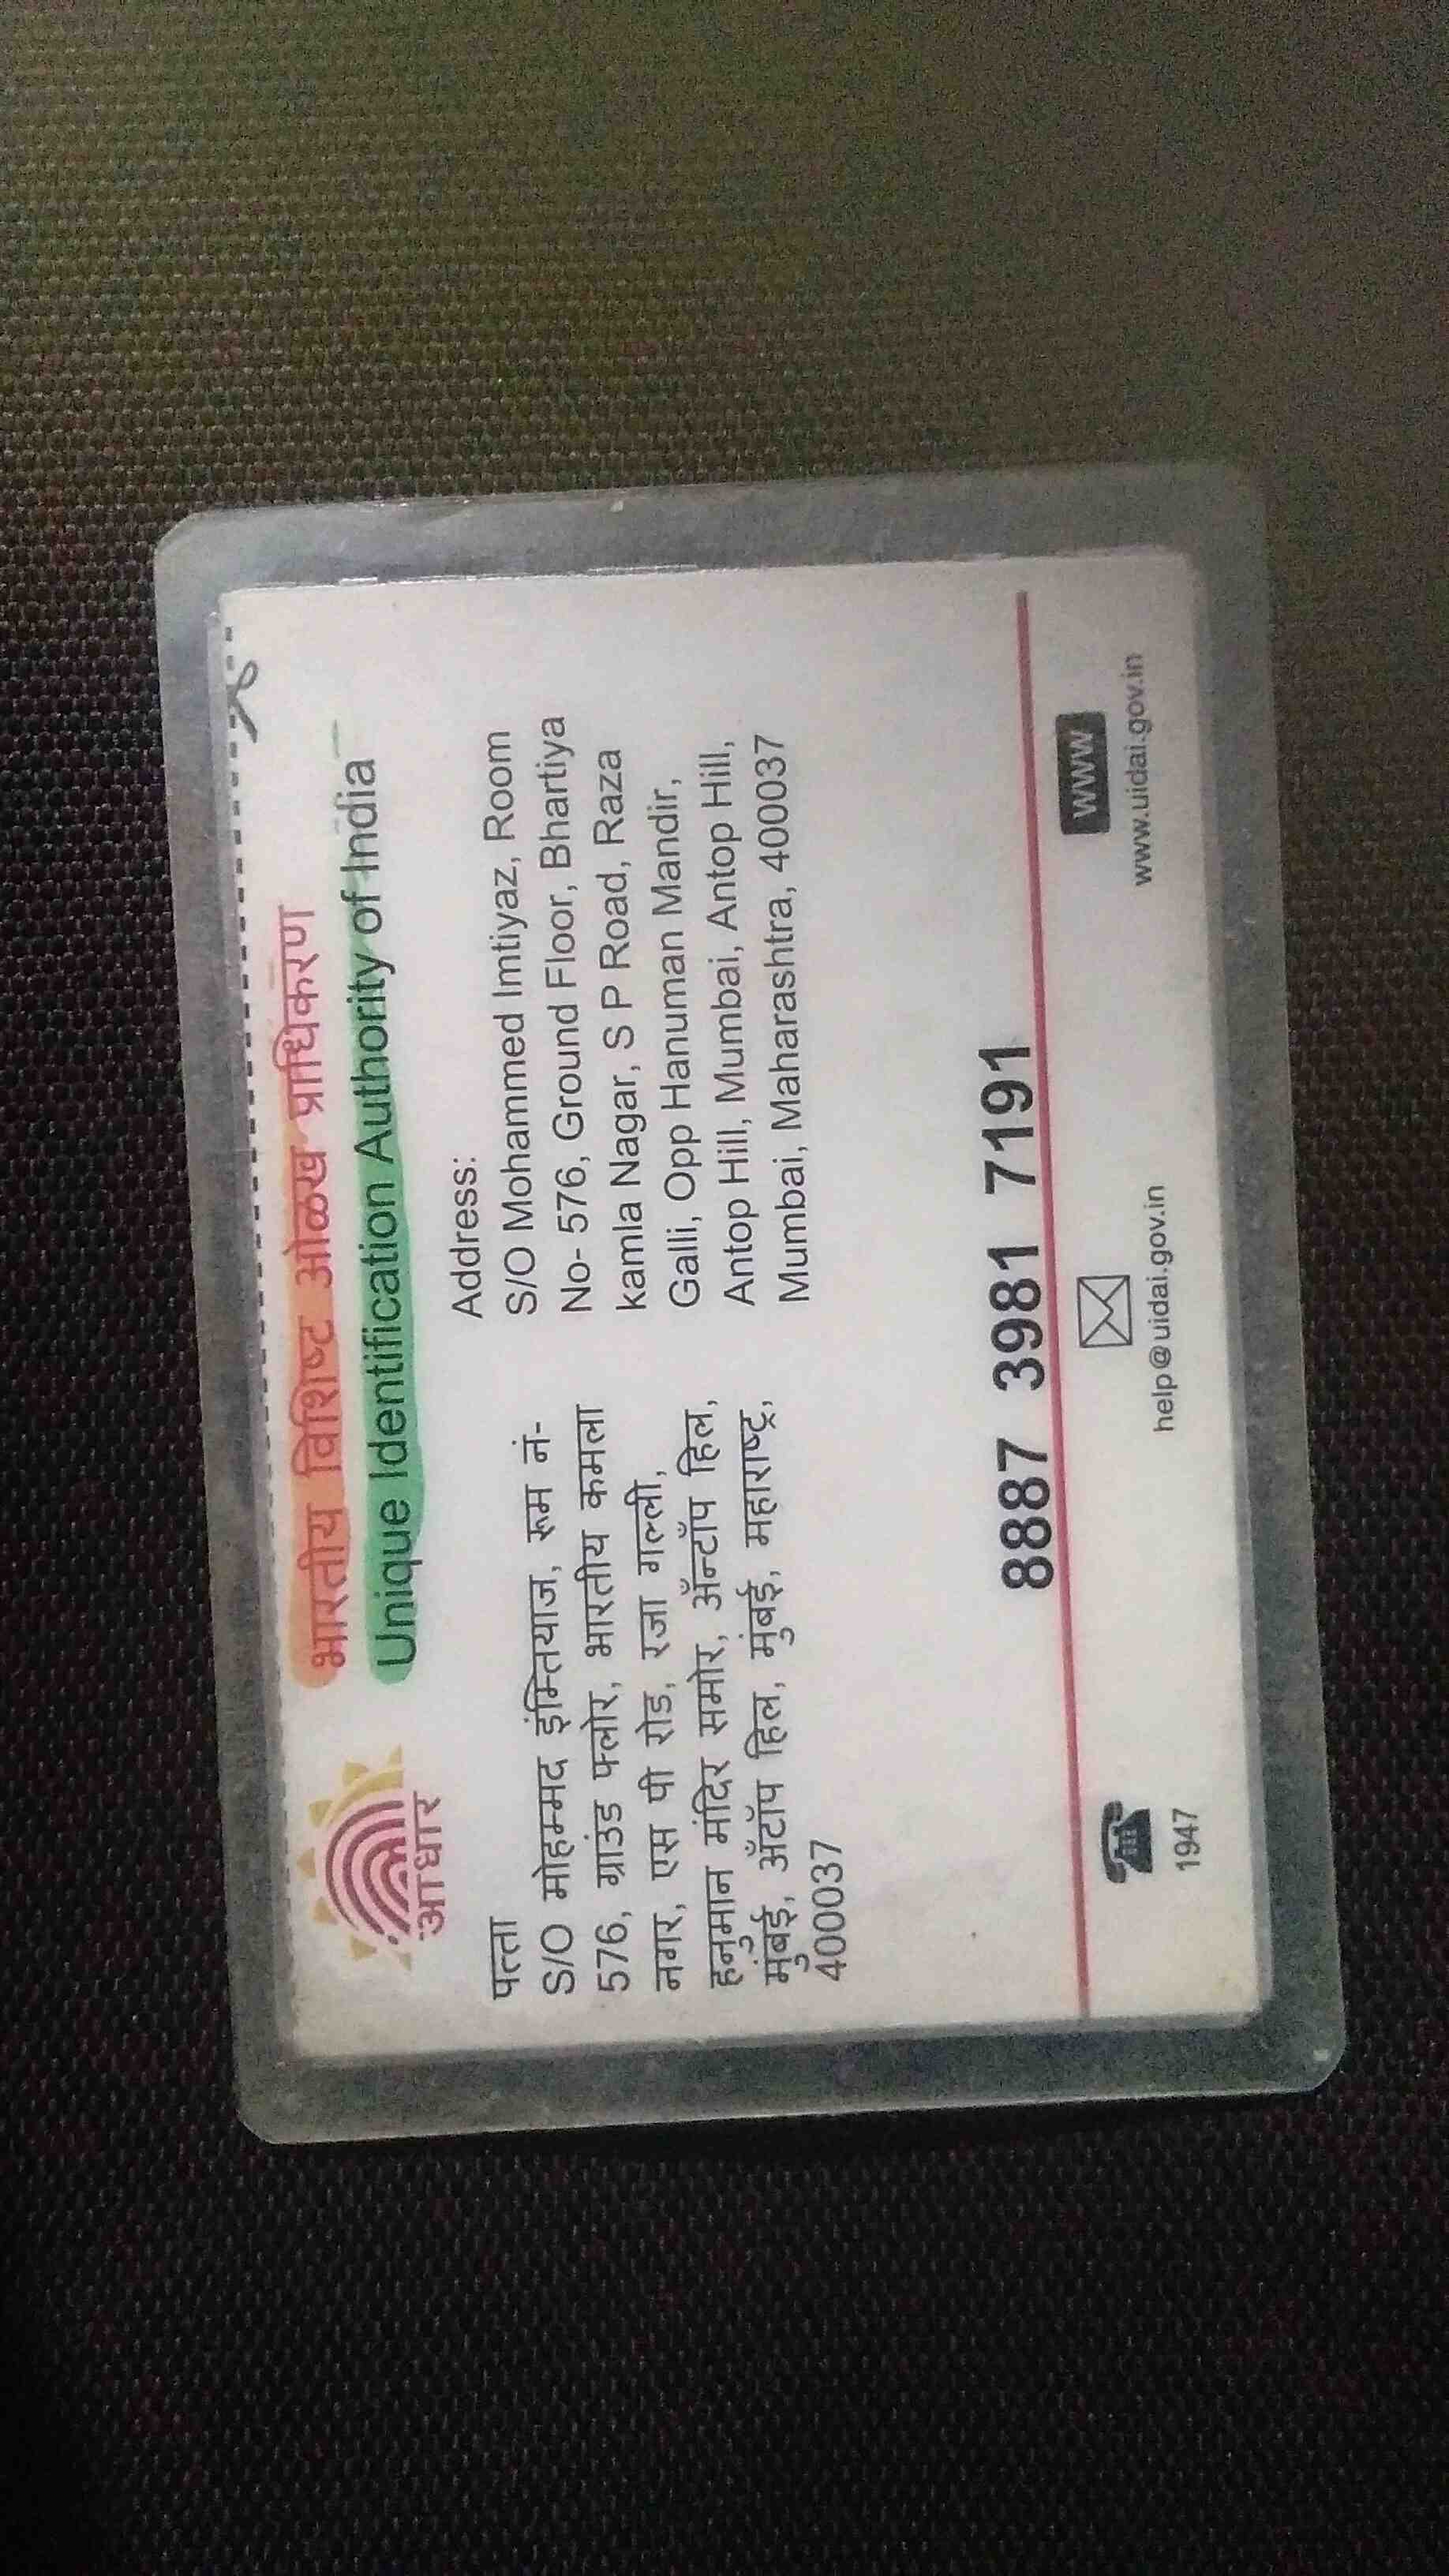 भारतीय विशिष्ट ओळख प्राधिकरण
Unique Identification Authority of India
आधार
पत्ता
S/O मोहम्मद इंम्तियाज, रूम नं-
576, ग्रांउड फ्लोर, भारतीय कमला
नगर, एस पी रोड, रजा गल्ली,
हनुमान मंदिर समोर, ॲन्टॉप हिल,
मुंबई, ॲंटॉप हिल, मुंबई, महाराष्ट्र,
400037
Address:
S/O Mohammed Imtiyaz, Room
No- 576, Ground Floor, Bhartiya
kamla Nagar, S P Road, Raza
Galli, Opp Hanuman Mandir,
Antop Hill, Mumbai, Antop Hill,
Mumbai, Maharashtra, 400037
8887 3981 7191
1947
help@uidai.gov.in
WWW
www.uidai.gov.in